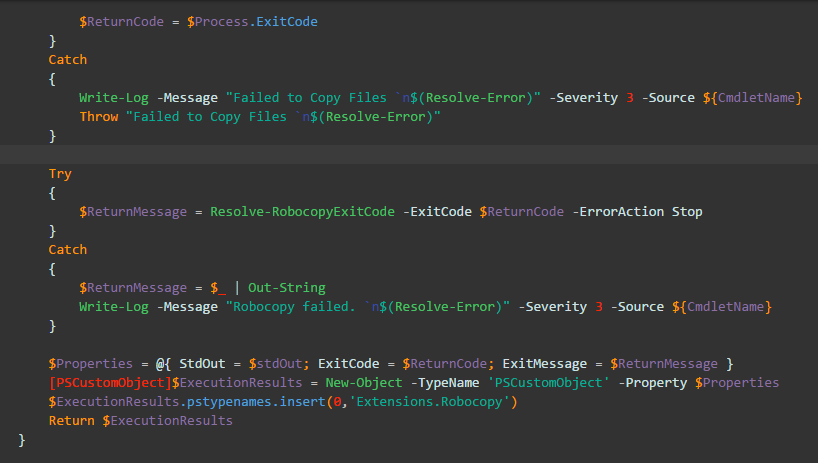 $ReturnCode = $Process.ExitCode
}
Catch
{
Write-Log -Message "Failed to Copy Files `n$(Resolve-Error)" -Severity 3 -Source ${CmdletName}
Throw "Failed to Copy Files `n$(Resolve-Error)"
}
Try
{
$ReturnMessage = Resolve-RobocopyExitCode -ExitCode $ReturnCode -ErrorAction Stop
}
Catch
{
$ReturnMessage = $_ | Out-String
Write-Log -Message "Robocopy failed. `n$(Resolve-Error)" -Severity 3 -Source ${CmdletName}
}
$Properties = @{ StdOut = $stdOut; ExitCode = $ReturnCode; ExitMessage = $ReturnMessage }
[PSCustomObject]$ExecutionResults = New-Object -TypeName 'PSCustomObject' -Property $Properties
$ExecutionResults.pstypenames.insert(0,'Extensions.Robocopy')
Return $ExecutionResults
}